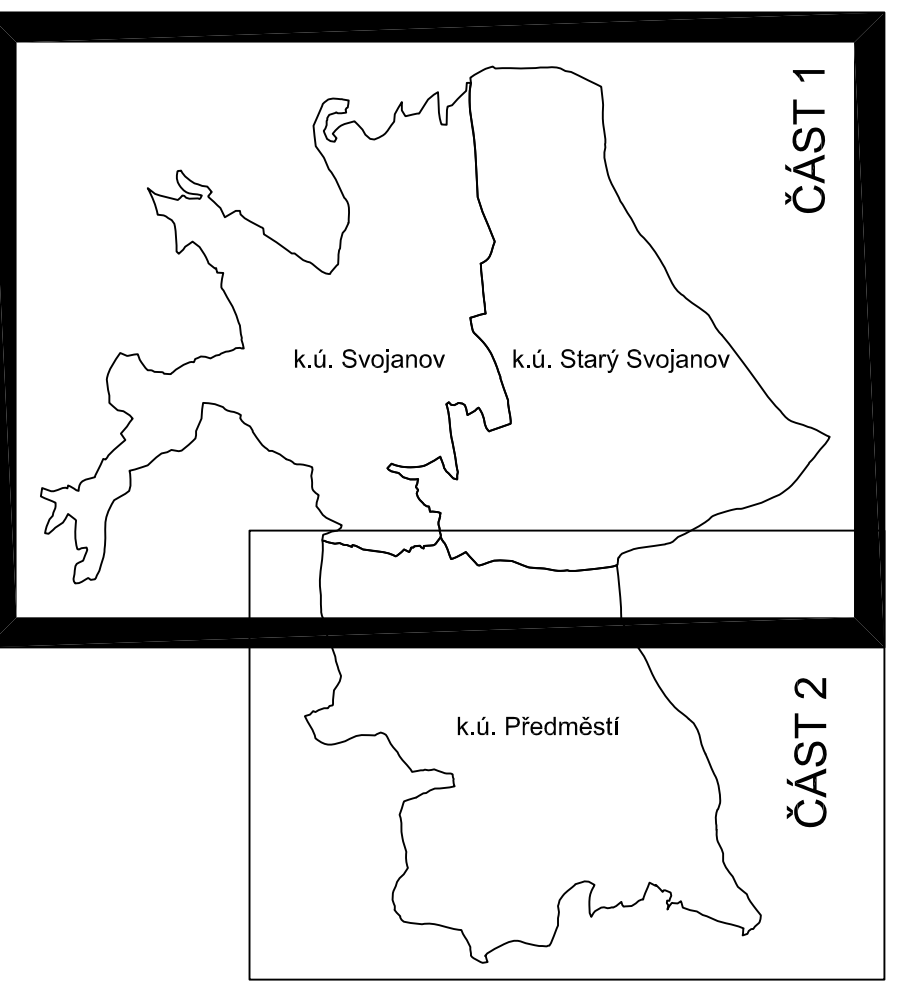 ČÁST 1
k.ú. Svojanov
k.ú. Starý Svojanov
k.ú. Předměstí
ČÁST 2